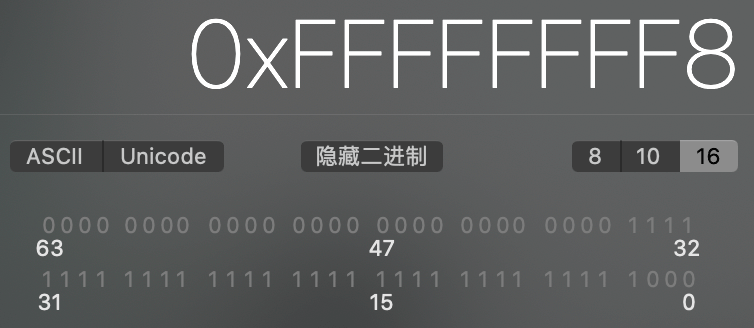 0xFFFFFFFF8
ASCII Unicode 隐藏二进制 8 10 16
0000 0000 0000 0000 0000 0000 0000 1111
63 47 32
1111 1111 1111 1111 1111 1111 1111 1000
31 15 0